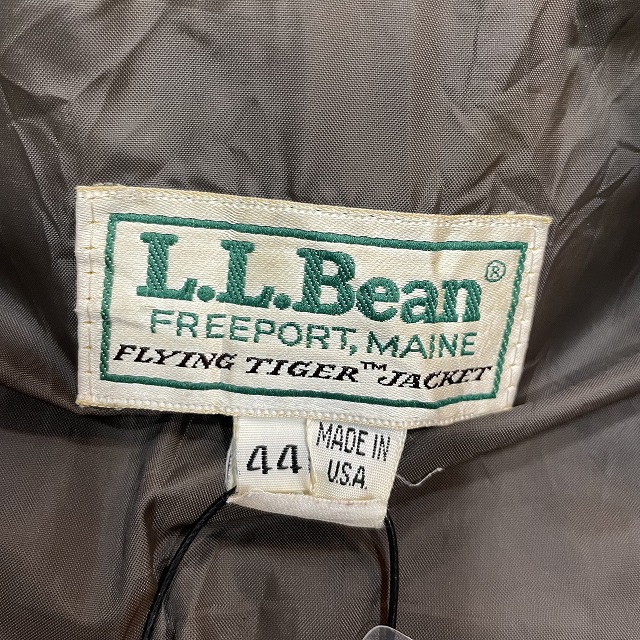 L.L.Bean®
FREEPORT, MAINE
FLYING TIGER™ JACKET
44
MADE IN
U.S.A.